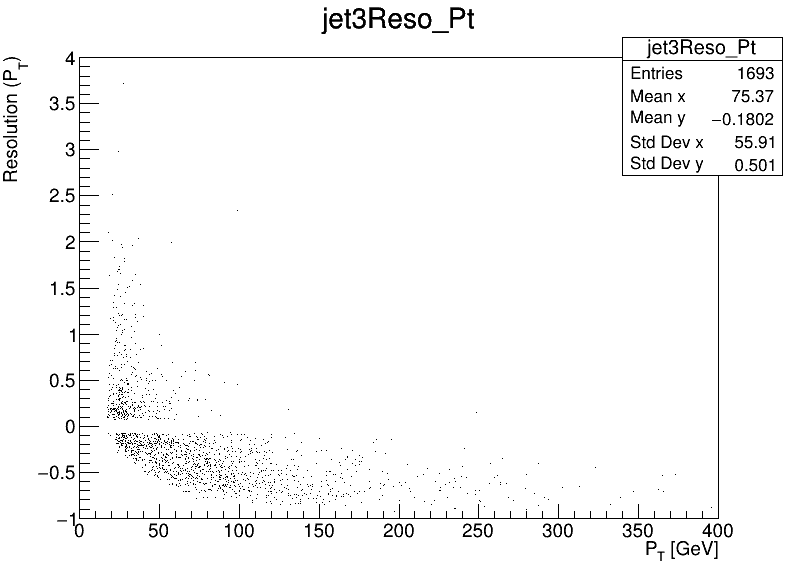 jet3Reso_Pt
jet3Reso_Pt
Entries 1693
Mean x 75.37
Mean y −0.1802
Std Dev x 55.91
Std Dev y 0.501
Resolution (P_T)
4
3.5
3
2.5
2
1.5
1
0.5
0
−0.5
−1
0 50 100 150 200 250 300 350 400
P_T [GeV]